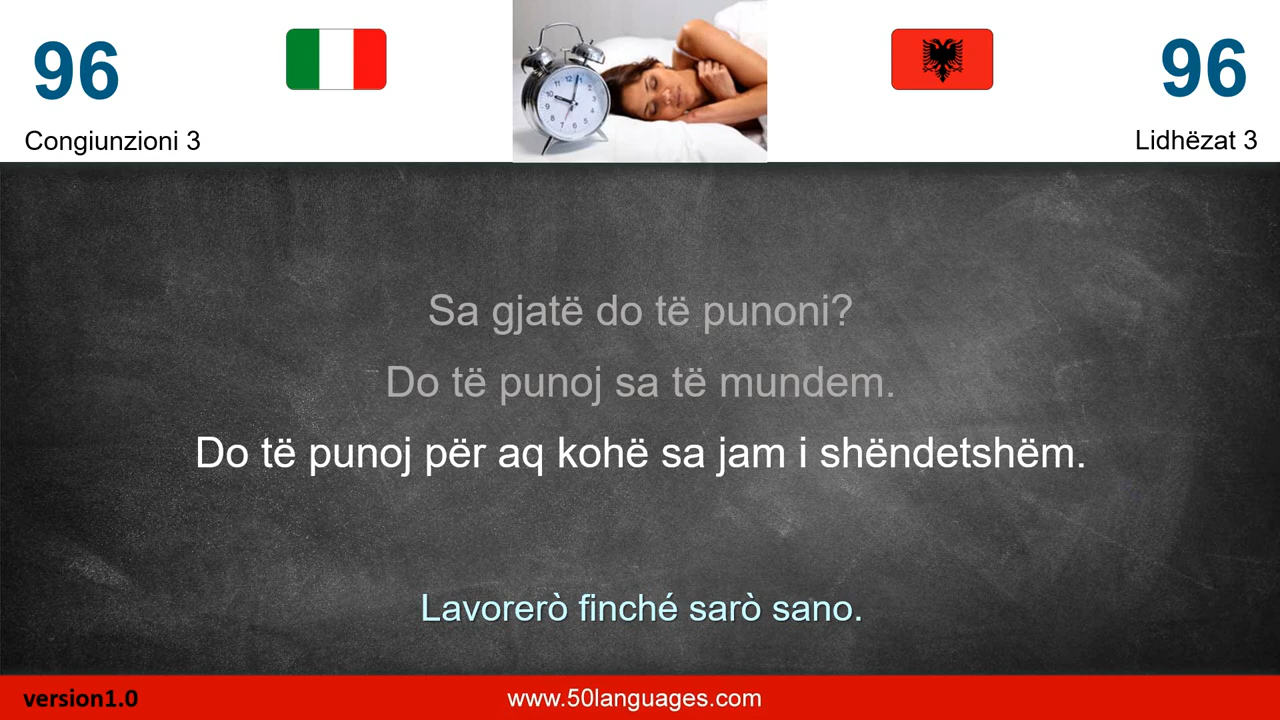 96
96
Congiunzioni 3
Lidhëzat 3
Sa gjatë do të punoni?
Do të punoj sa të mundem.
Do të punoj për aq kohë sa jam i shëndetshëm.
Lavorerò finché sarò sano.
version1.0
www.50languages.com